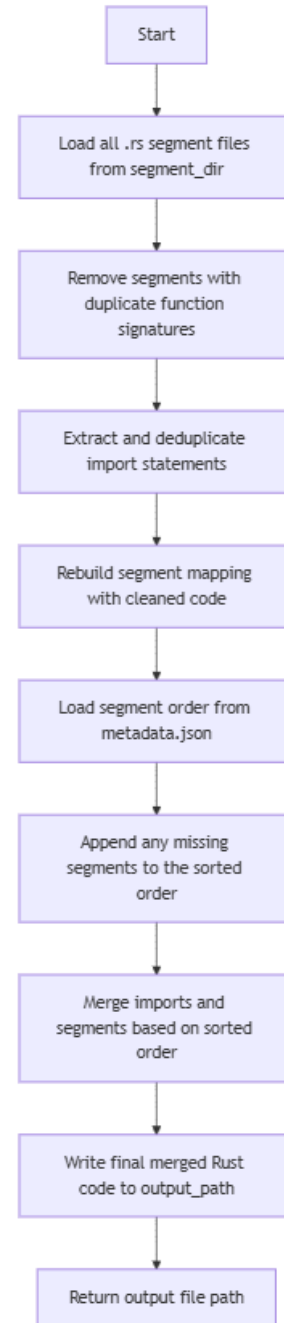 Start
Load all .rs segment files
from segment_dir
Remove segments with
duplicate function
signatures
Extract and deduplicate
import statements
Rebuild segment mapping
with cleaned code
Load segment order from
metadata.json
Append any missing
segments to the sorted
order
Merge imports and
segments based on sorted
order
Write final merged Rust
code to output_path
Return output file path